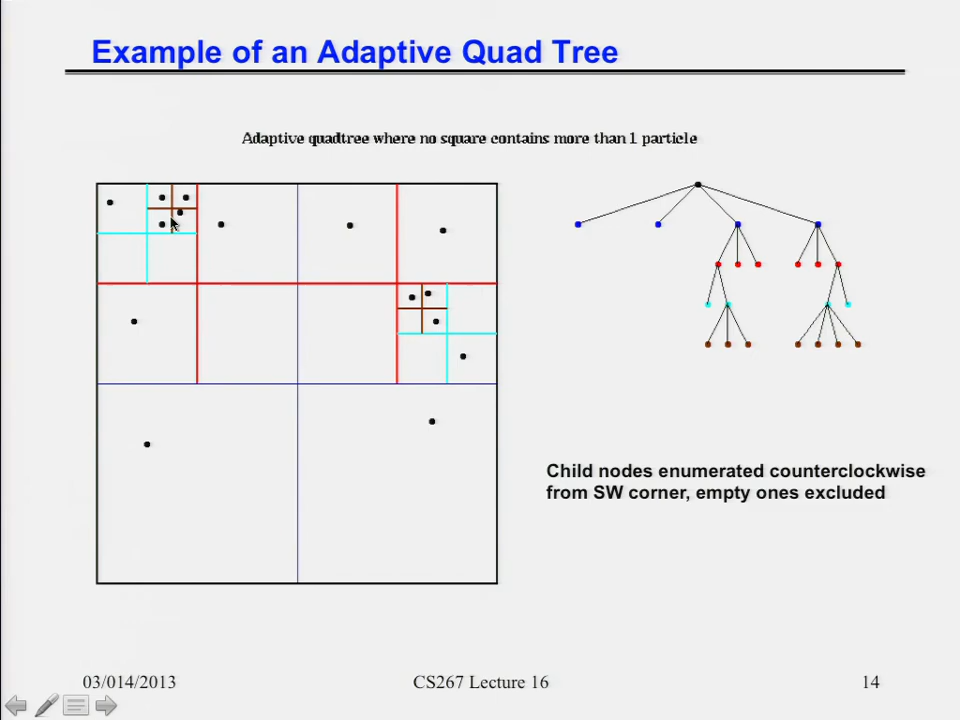 Example of an Adaptive Quad Tree
Adaptive quadtree where no square contains more than 1 particle
Child nodes enumerated counterclockwise
from SW corner, empty ones excluded
03/014/2013
CS267 Lecture 16
14